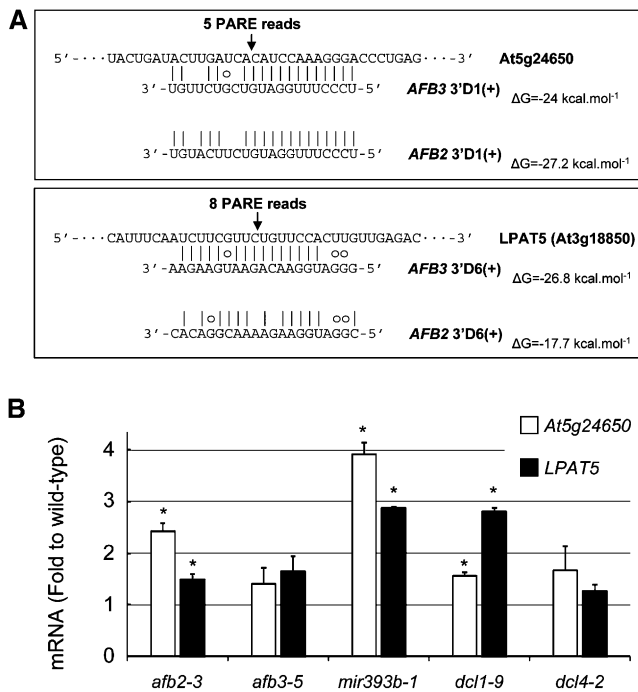 A
5 PARE reads
5′-····UACUGAUACUUGAUCACAUCCAAAGGGACCCUGAG···-3′ At5g24650
3′-UGUUCUGCUGUAGGUUUCCCU-5′ AFB3 3’D1(+) ΔG=-24 kcal.mol-1
3′-UGUACUUCUGUAGGUUUCCCU-5′ AFB2 3’D1(+) ΔG=-27.2 kcal.mol-1
8 PARE reads
5′-····CAUUUCAAUCUUCGUUCUGUUCCACUUGUUGAGAC···-3′ LPAT5 (At3g18850)
3′-AAGAAGUAAGACAAGGUAGGG-5′ AFB3 3’D6(+) ΔG=-26.8 kcal.mol-1
3′-CACAGGCAAAAGAAGGUAGGC-5′ AFB2 3’D6(+) ΔG=-17.7 kcal.mol-1
B
mRNA (Fold to wild-type)
4
3
2
1
0
* * * * * *
At5g24650
LPAT5
afb2-3 afb3-5 mir393b-1 dcl1-9 dcl4-2